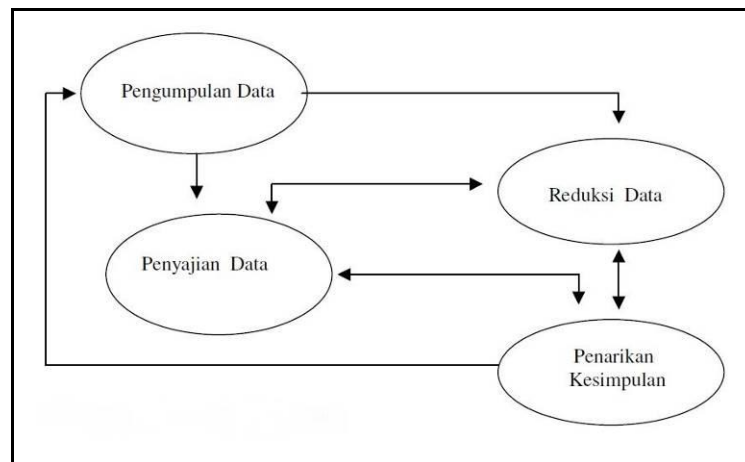 Pengumpulan Data
Reduksi Data
Penyajian Data
Penarikan
Kesimpulan